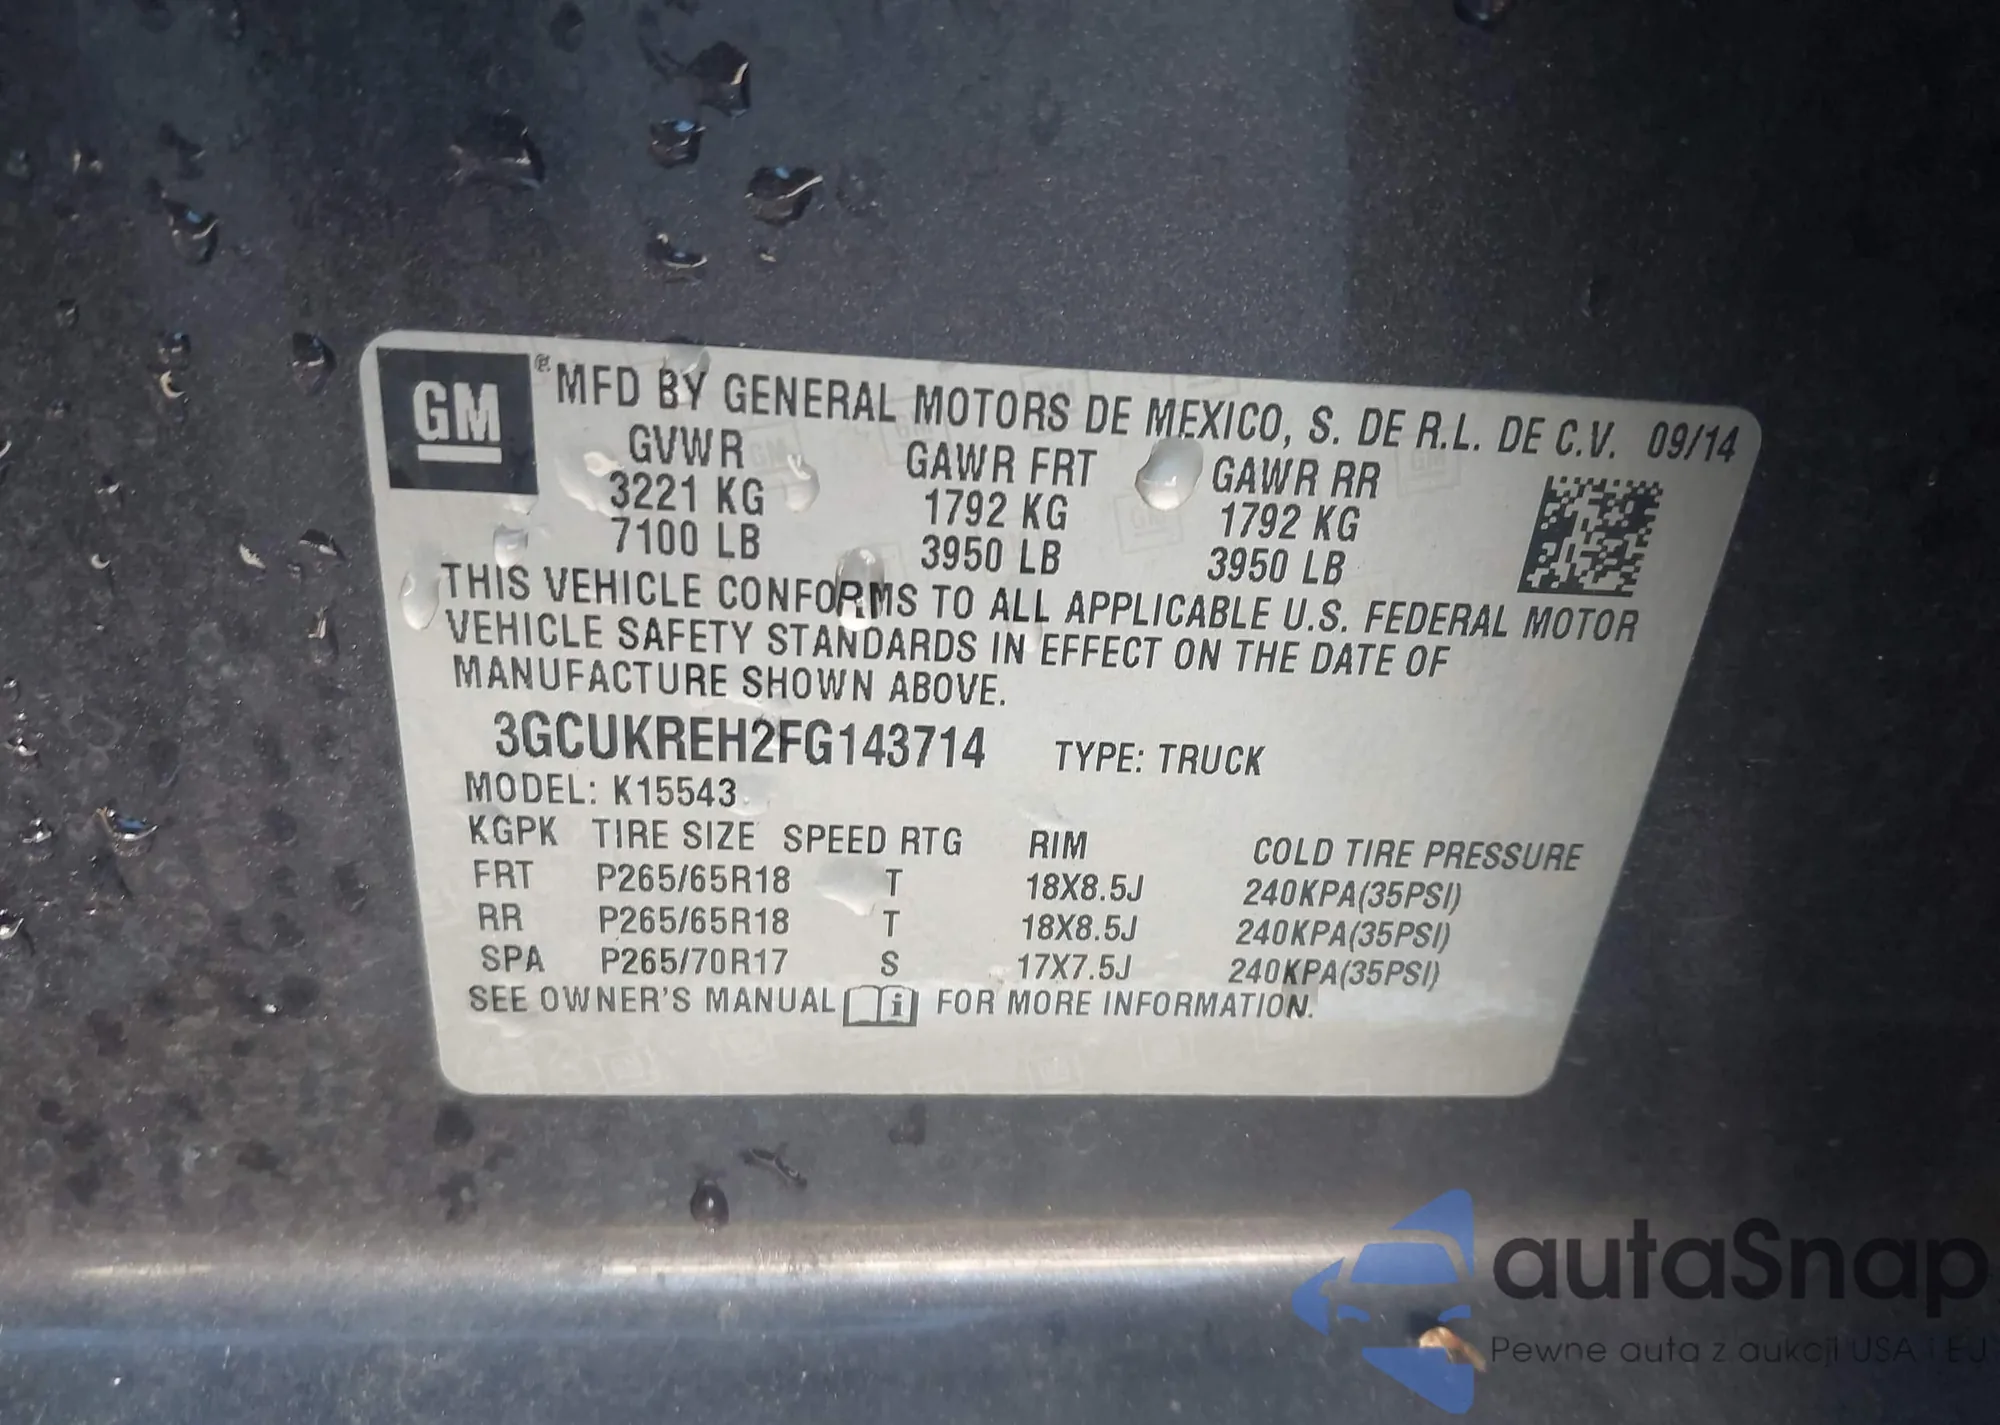 GM ® MFD BY GENERAL MOTORS DE MEXICO, S. DE R.L. DE C.V. 09/14
GVWR GAWR FRT GAWR RR
3221 KG 1792 KG 1792 KG
7100 LB 3950 LB 3950 LB
THIS VEHICLE CONFORMS TO ALL APPLICABLE U.S. FEDERAL MOTOR
VEHICLE SAFETY STANDARDS IN EFFECT ON THE DATE OF
MANUFACTURE SHOWN ABOVE.
3GCUKREH2FG143714 TYPE: TRUCK
MODEL: K15543
KGPK TIRE SIZE SPEED RTG RIM COLD TIRE PRESSURE
FRT P265/65R18 T 18X8.5J 240KPA(35PSI)
RR P265/65R18 T 18X8.5J 240KPA(35PSI)
SPA P265/70R17 S 17X7.5J 240KPA(35PSI)
SEE OWNER'S MANUAL i FOR MORE INFORMATION.
autaSnap
Pewne auta z aukcji USA i EU